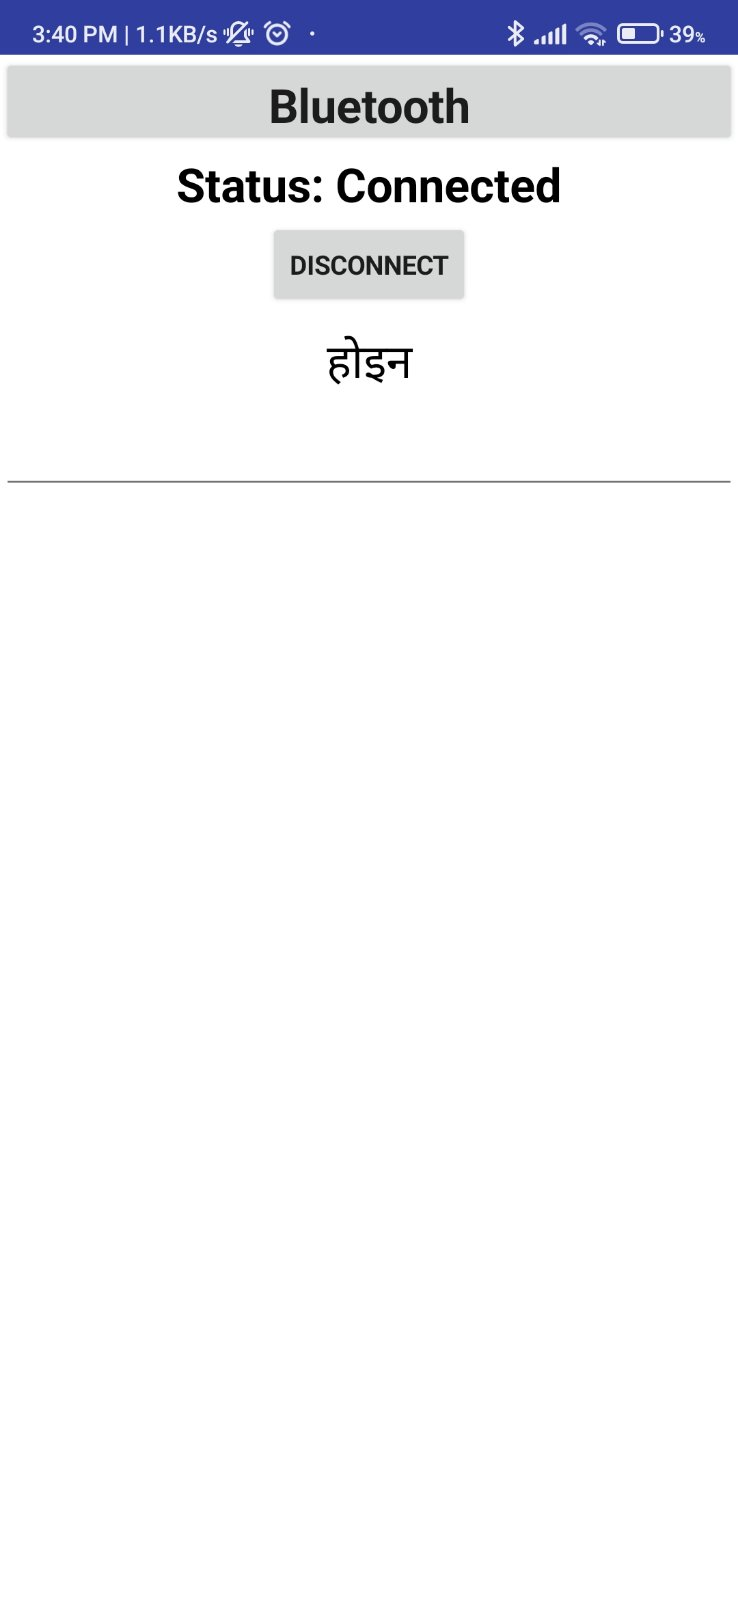 3:40 PM | 1.1KB/s 39%
Bluetooth
Status: Connected
DISCONNECT
होइन